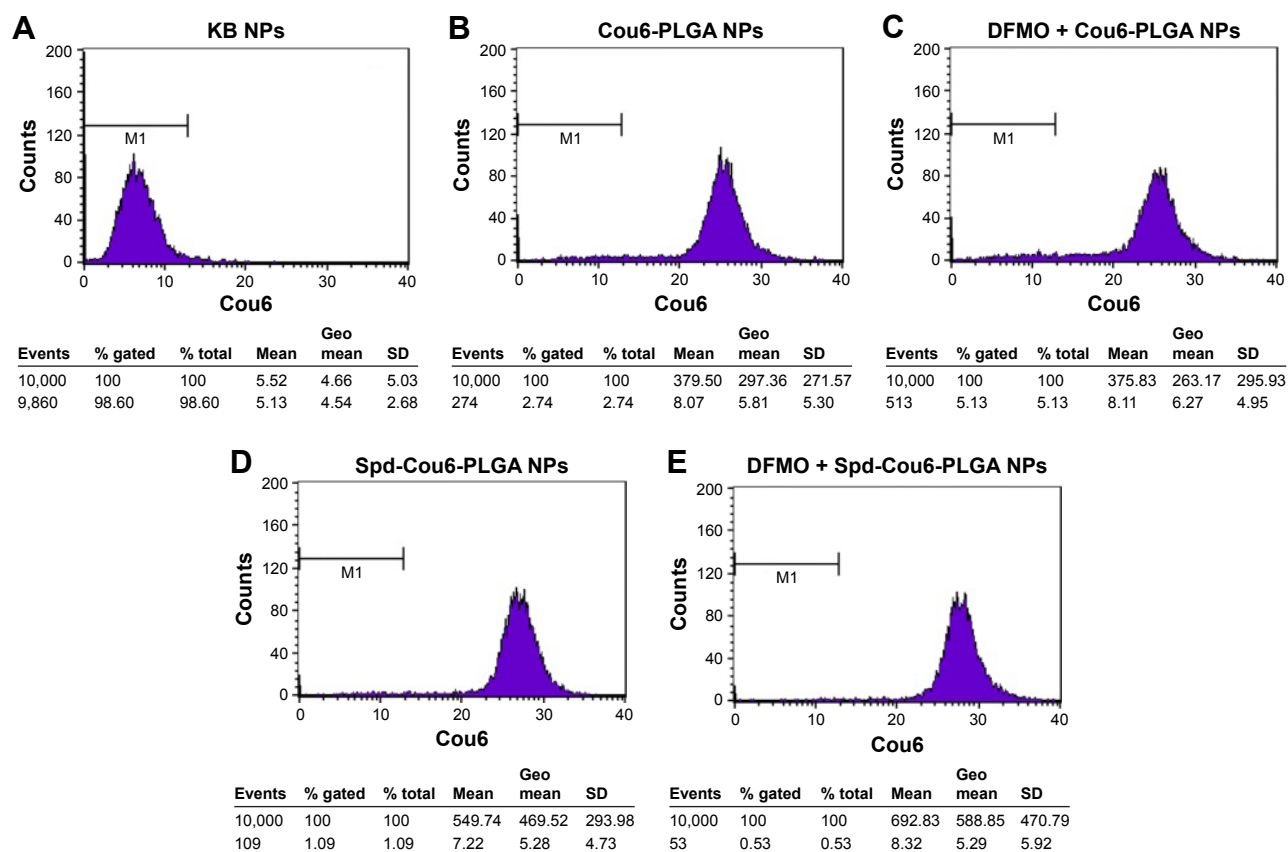 A
KB NPs
200
160
120
80
40
0
Counts
M1
0 10 20 30 40
Cou6
Geo
Events % gated % total Mean mean SD
10,000 100 100 5.52 4.66 5.03
9,860 98.60 98.60 5.13 4.54 2.68
B
Cou6-PLGA NPs
200
160
120
80
40
0
Counts
M1
0 10 20 30 40
Cou6
Geo
Events % gated % total Mean mean SD
10,000 100 100 379.50 297.36 271.57
274 2.74 2.74 8.07 5.81 5.30
C
DFMO + Cou6-PLGA NPs
200
160
120
80
40
0
Counts
M1
0 10 20 30 40
Cou6
Geo
Events % gated % total Mean mean SD
10,000 100 100 375.83 263.17 295.93
513 5.13 5.13 8.11 6.27 4.95
D
Spd-Cou6-PLGA NPs
200
160
120
80
40
0
Counts
M1
0 10 20 30 40
Cou6
Geo
Events % gated % total Mean mean SD
10,000 100 100 549.74 469.52 293.98
109 1.09 1.09 7.22 5.28 4.73
E
DFMO + Spd-Cou6-PLGA NPs
200
160
120
80
40
0
Counts
M1
0 10 20 30 40
Cou6
Geo
Events % gated % total Mean mean SD
10,000 100 100 692.83 588.85 470.79
53 0.53 0.53 8.32 5.29 5.92